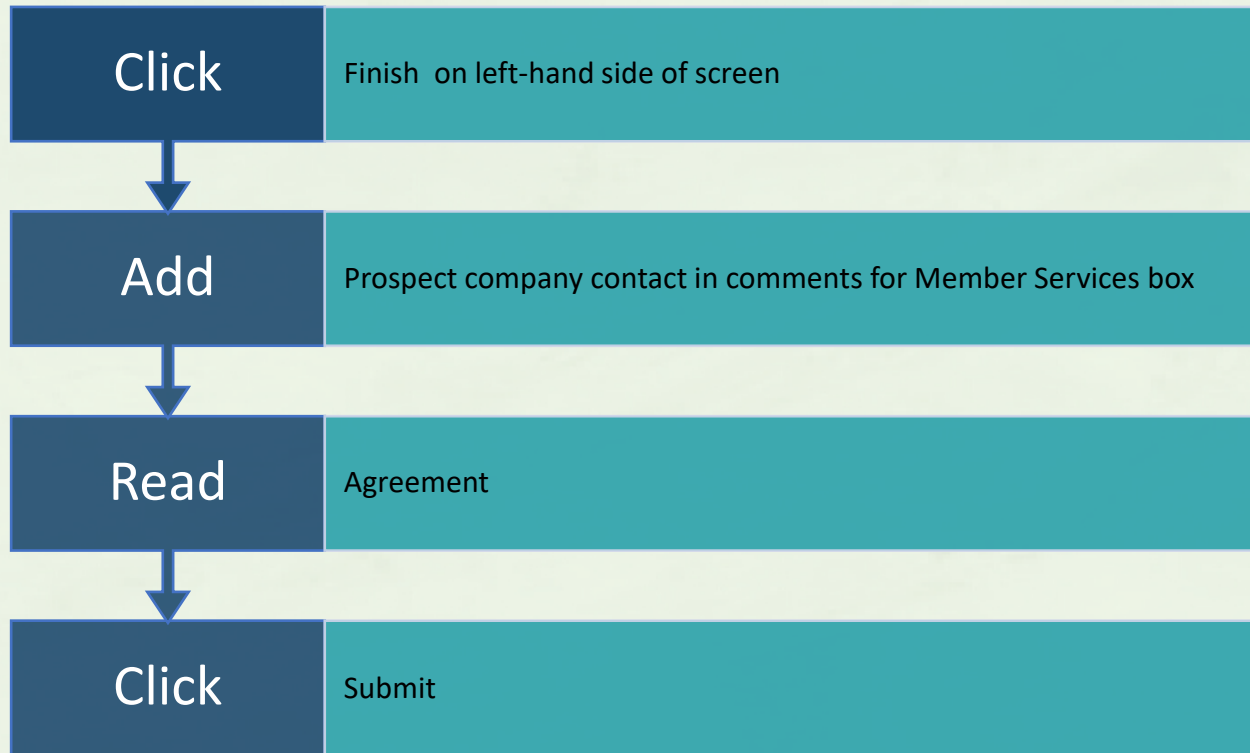 Click
Finish  on left-hand side of screen
Add
Prospect company contact in comments for Member Services box
Read
Agreement
Click
Submit